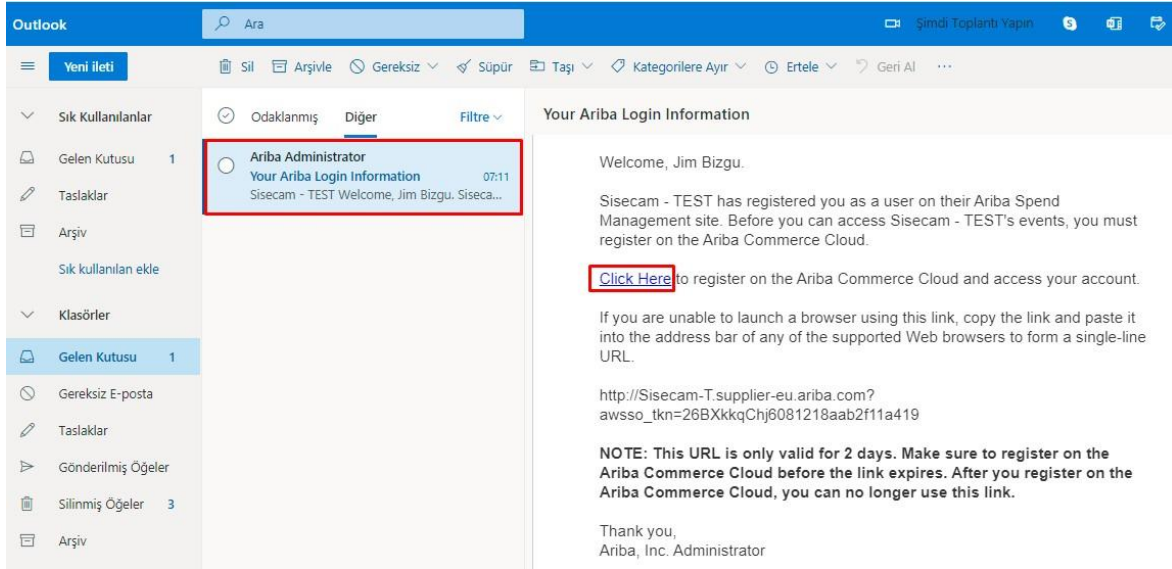 Outlook
Ara
Şimdi Toplantı Yapın
Yeni ileti
Sil
Arşivle
Gereksiz
Süpür
Taşı
Kategorilere Ayır
Ertele
Geri Al
Sık Kullanılanlar
Gelen Kutusu 1
Taslaklar
Arşiv
Sık kullanılan ekle
Klasörler
Gelen Kutusu 1
Gereksiz E-posta
Taslaklar
Gönderilmiş Öğeler
Silinmiş Öğeler 3
Arşiv
Odaklanmış
Diğer
Filtre
Ariba Administrator
Your Ariba Login Information 07:11
Sisecam - TEST Welcome, Jim Bizgu. Siseca...
Your Ariba Login Information
Welcome, Jim Bizgu.
Sisecam - TEST has registered you as a user on their Ariba Spend
Management site. Before you can access Sisecam - TEST's events, you must
register on the Ariba Commerce Cloud.
Click Here to register on the Ariba Commerce Cloud and access your account.
If you are unable to launch a browser using this link, copy the link and paste it
into the address bar of any of the supported Web browsers to form a single-line
URL.
http://Sisecam-T.supplier-eu.ariba.com?
awsso_tkn=26BXkkqChj6081218aab2f11a419
NOTE: This URL is only valid for 2 days. Make sure to register on the
Ariba Commerce Cloud before the link expires. After you register on the
Ariba Commerce Cloud, you can no longer use this link.
Thank you,
Ariba, Inc. Administrator